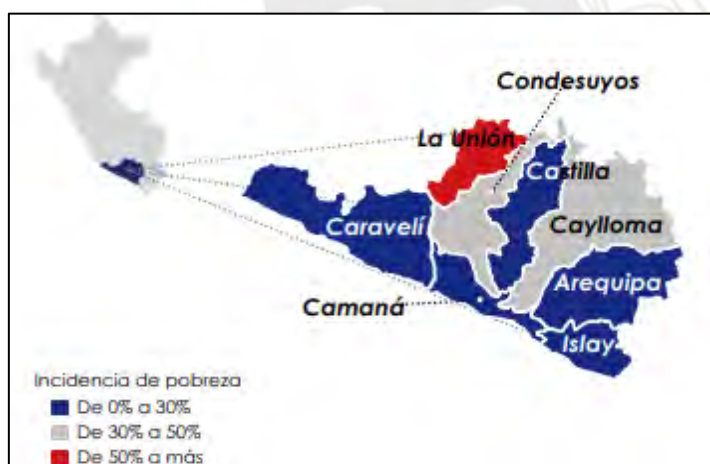 Condesuyos
La Unión
Castilla
Caravelí
Caylloma
Arequipa
Camaná
Islay
Incidencia de pobreza
De 0% a 30%
De 30% a 50%
De 50% a más